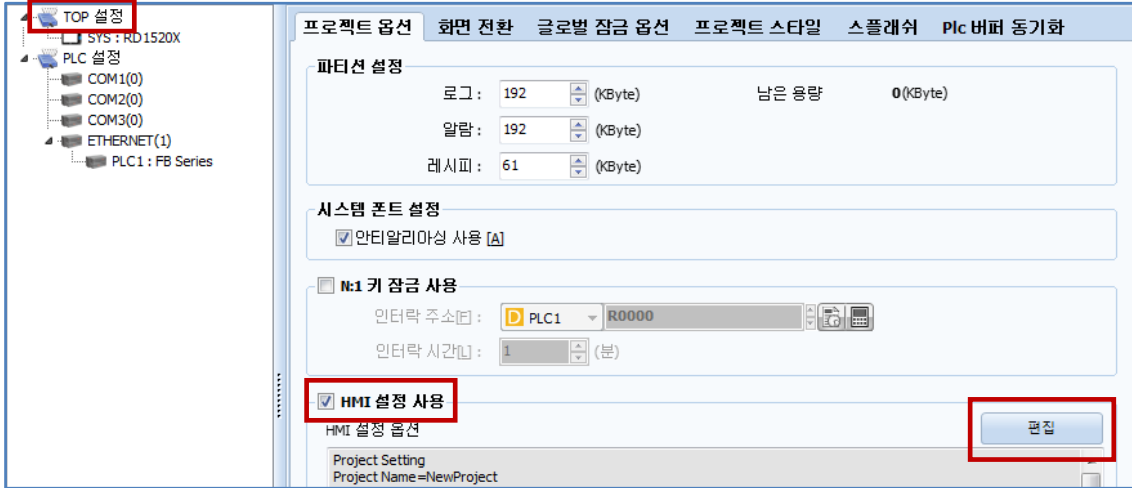 TOP 설정
SYS : RD1520X
PLC 설정
COM1(0)
COM2(0)
COM3(0)
ETHERNET(1)
PLC1 : FB Series
프로젝트 옵션 화면 전환 글로벌 잠금 옵션 프로젝트 스타일 스플래쉬 Plc 버퍼 동기화
파티션 설정
로그 : 192 (KByte) 남은 용량 0(KByte)
알람 : 192 (KByte)
레시피 : 61 (KByte)
시스템 폰트 설정
안티알리아싱 사용 [A]
N:1 키 잠금 사용
인터락 주소[F] : D PLC1 R0000
인터락 시간[L] : 1 (분)
HMI 설정 사용
HMI 설정 옵션 편집
Project Setting
Project Name=NewProject